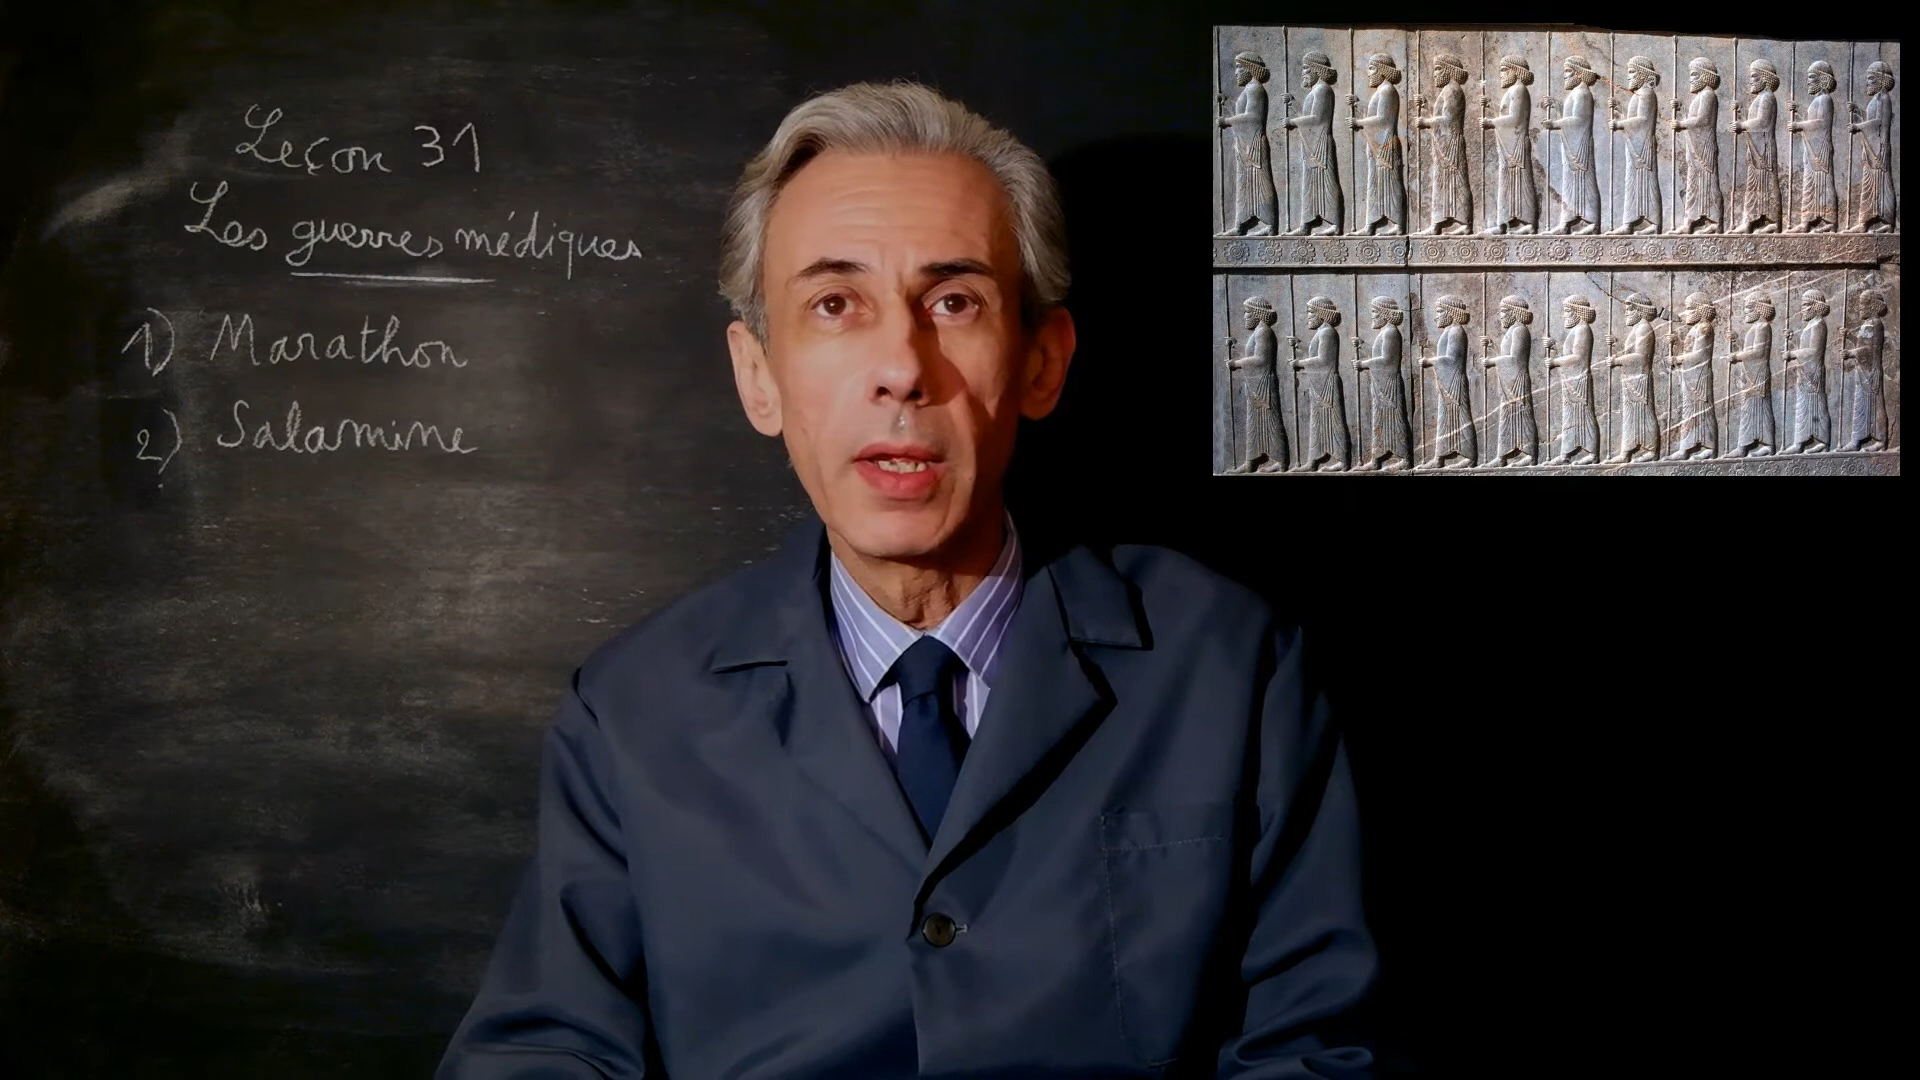 Leçon 31
Les guerres médiques
1) Marathon
2) Salamine